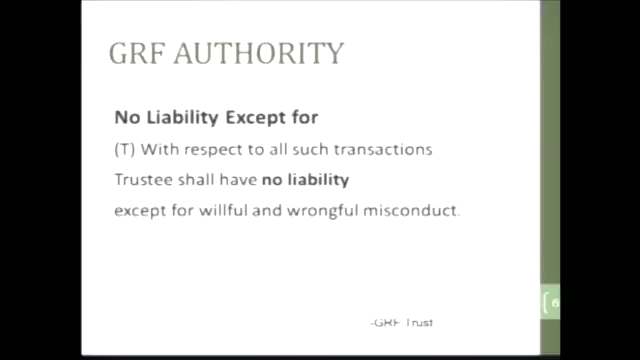 GRF AUTHORITY
No Liability Except for
(T) With respect to all such transactions
Trustee shall have no liability
except for willful and wrongful misconduct.
-GRF Trust
6